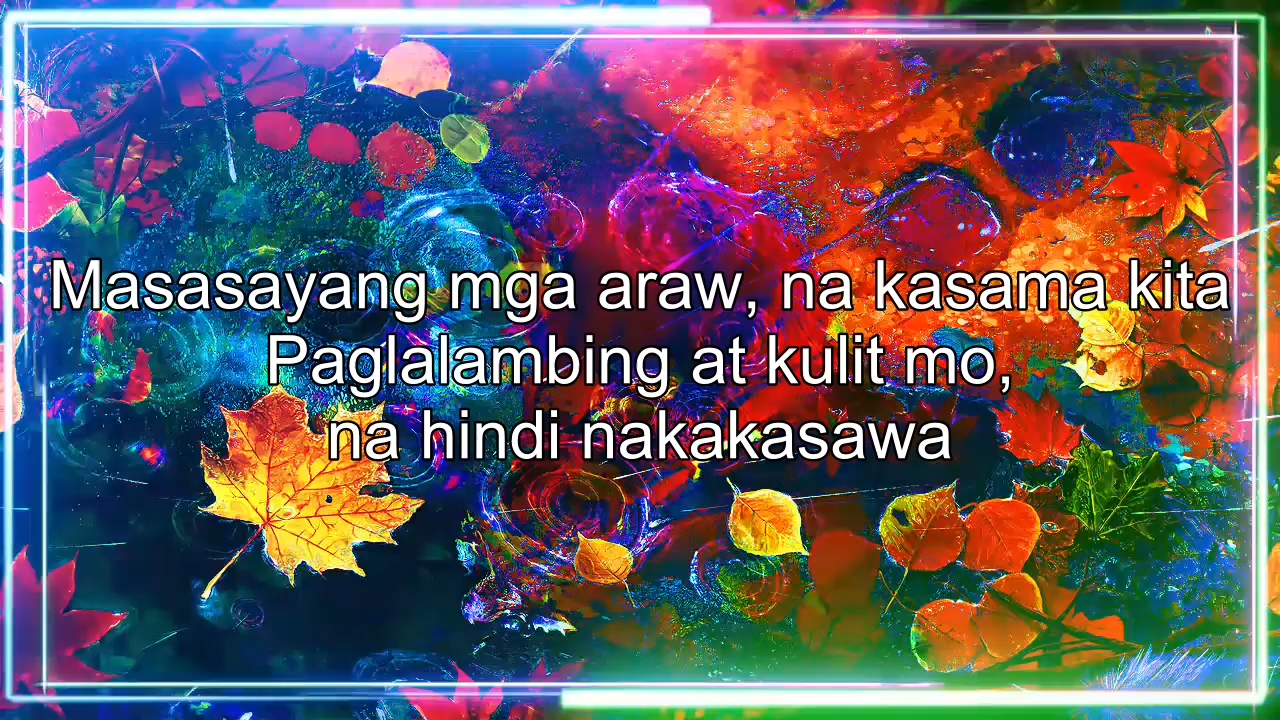 Masasayang mga araw, na kasama kita
Paglalambing at kulit mo,
na hindi nakakasawa